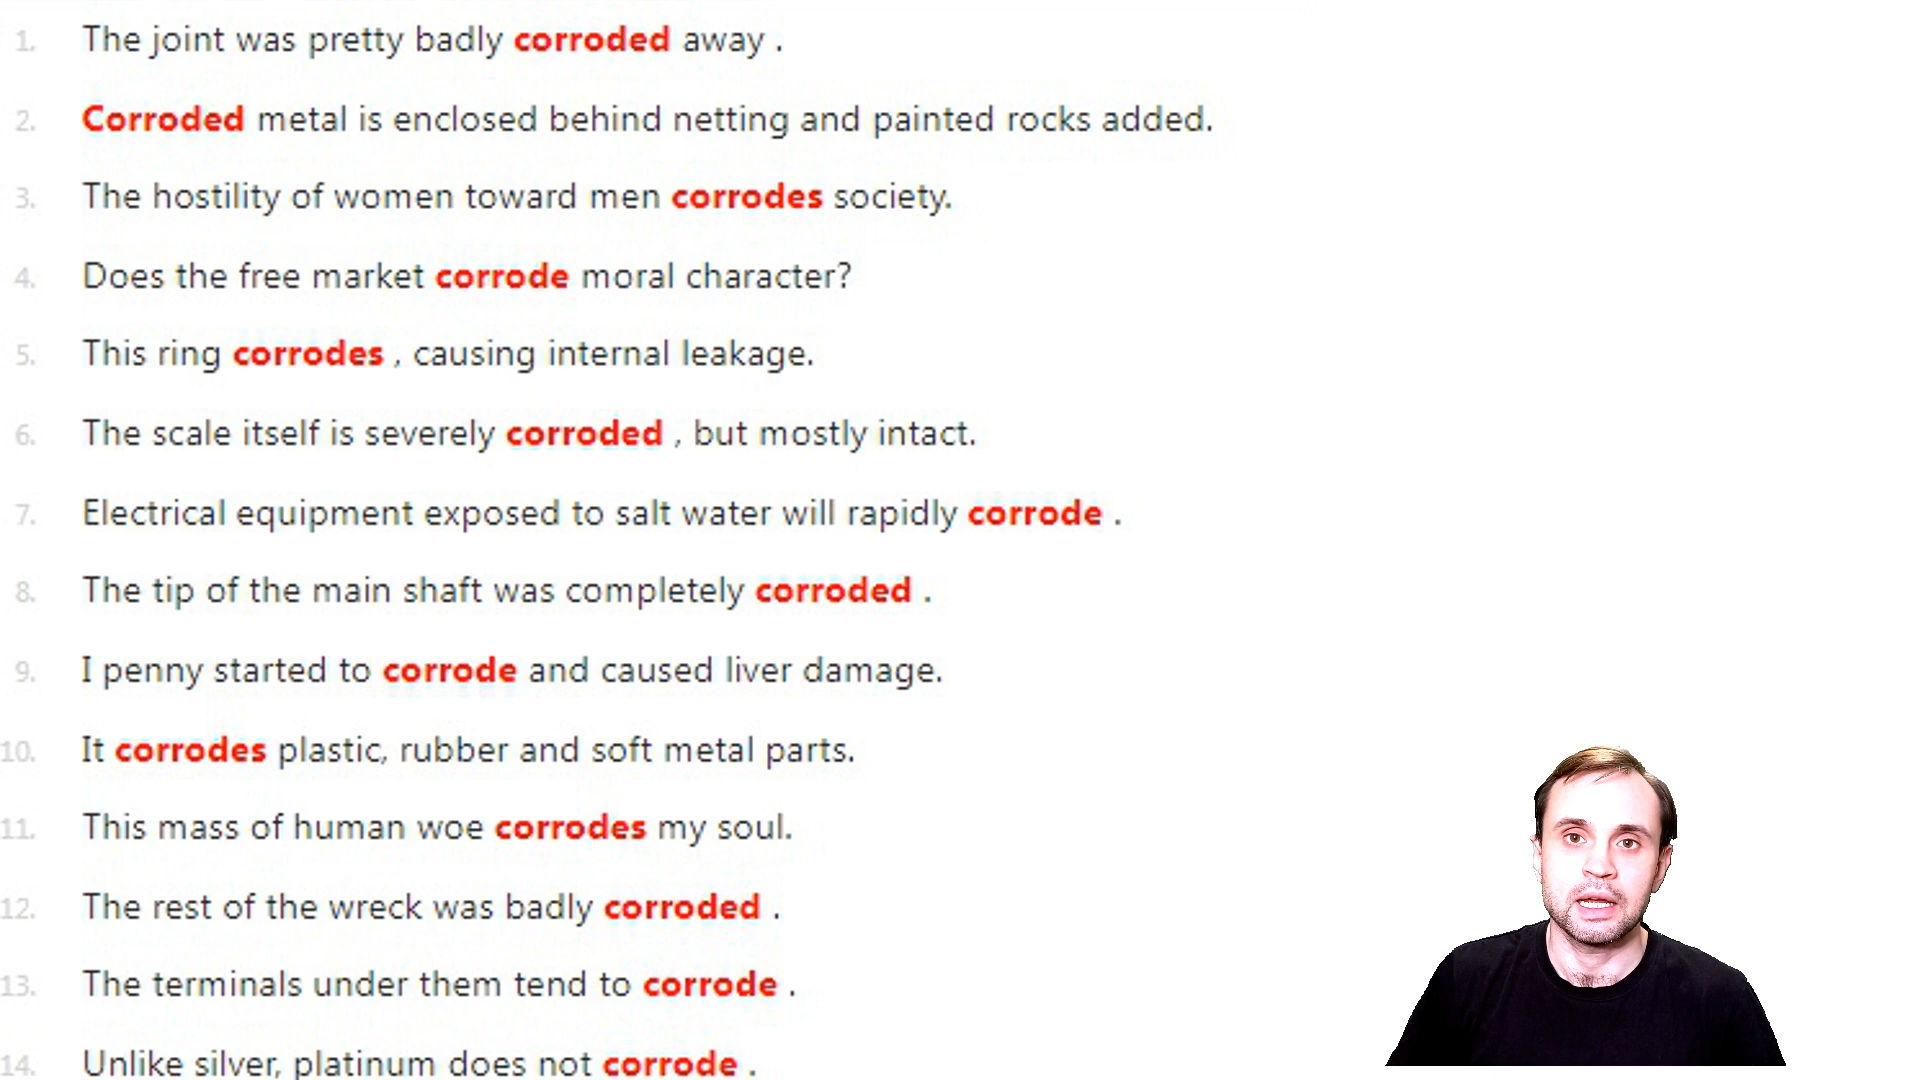 1. The joint was pretty badly corroded away .
2. Corroded metal is enclosed behind netting and painted rocks added.
3. The hostility of women toward men corrodes society.
4. Does the free market corrode moral character?
5. This ring corrodes , causing internal leakage.
6. The scale itself is severely corroded , but mostly intact.
7. Electrical equipment exposed to salt water will rapidly corrode .
8. The tip of the main shaft was completely corroded .
9. I penny started to corrode and caused liver damage.
10. It corrodes plastic, rubber and soft metal parts.
11. This mass of human woe corrodes my soul.
12. The rest of the wreck was badly corroded .
13. The terminals under them tend to corrode .
14. Unlike silver, platinum does not corrode .